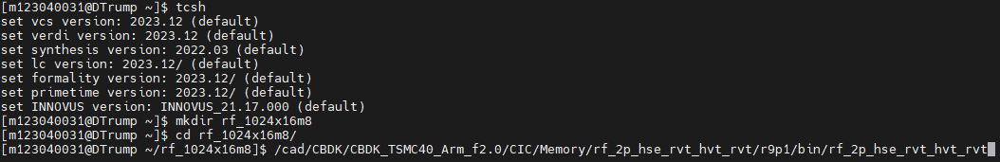 [m123040031@DTrump ~]$ tcsh
set vcs version: 2023.12 (default)
set verdi version: 2023.12 (default)
set synthesis version: 2022.03 (default)
set lc version: 2023.12/ (default)
set formality version: 2023.12/ (default)
set primetime version: 2023.12/ (default)
set INNOVUS version: INNOVUS_21.17.000 (default)
[m123040031@DTrump ~]$ mkdir rf_1024x16m8
[m123040031@DTrump ~]$ cd rf_1024x16m8/
[m123040031@DTrump ~/rf_1024x16m8]$ /cad/CBDK/CBDK_TSMC40_Arm_f2.0/CIC/Memory/rf_2p_hse_rvt_hvt_rvt/r9p1/bin/rf_2p_hse_rvt_hvt_rvt